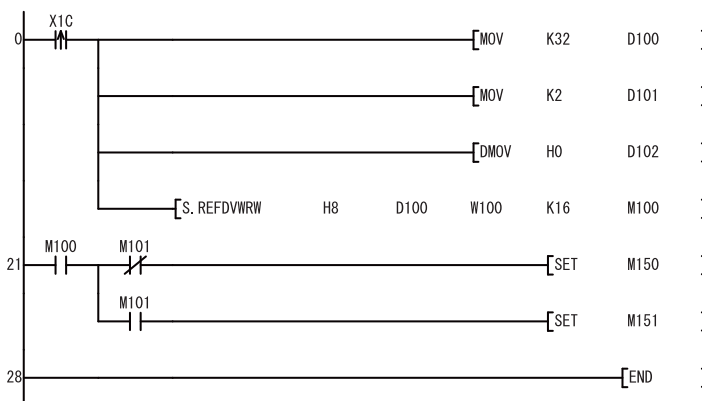 X1C
0 MOV K32 D100
MOV K2 D101
DMOV H0 D102
S.REFDVWRW H8 D100 W100 K16 M100
M100 M101
21 SET M150
M101
SET M151
28 END